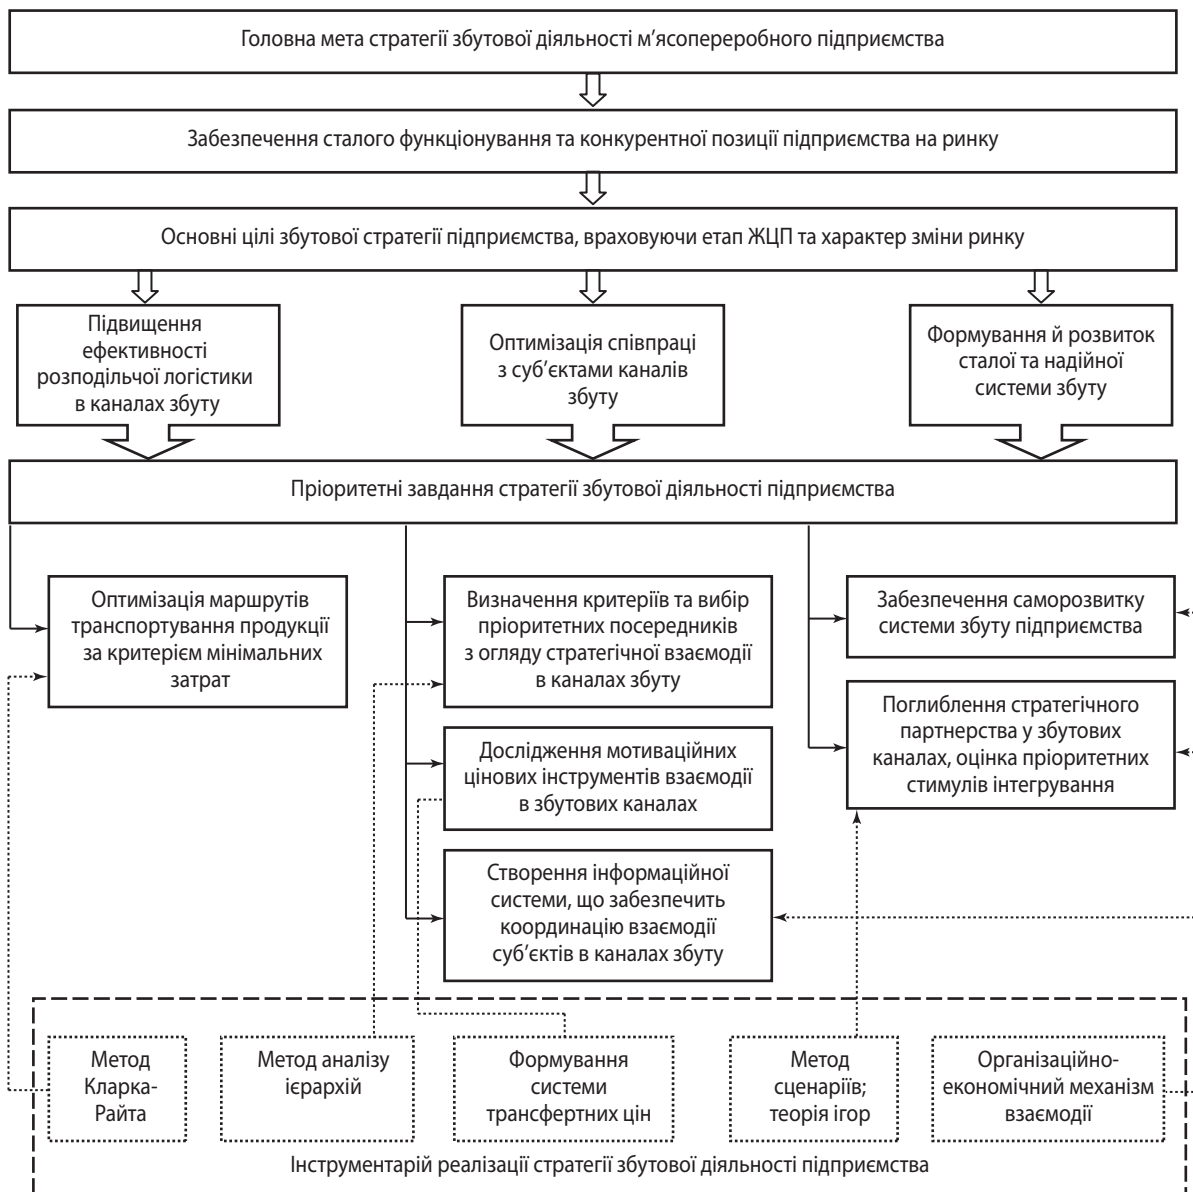 Головна мета стратегії збутової діяльності м’ясопереробного підприємства
Забезпечення сталого функціонування та конкурентної позиції підприємства на ринку
Основні цілі збутової стратегії підприємства, враховуючи етап ЖЦП та характер зміни ринку
Підвищення
ефективності
розподільчої логістики
в каналах збуту
Оптимізація співпраці
з суб’єктами каналів
збуту
Формування й розвиток
сталої та надійної
системи збуту
Пріоритетні завдання стратегії збутової діяльності підприємства
Оптимізація маршрутів
транспортування продукції
за критерієм мінімальних
затрат
Визначення критеріїв та вибір
пріоритетних посередників
з огляду стратегічної взаємодії
в каналах збуту
Дослідження мотиваційних
цінових інструментів взаємодії
в збутових каналах
Створення інформаційної
системи, що забезпечить
координацію взаємодії
суб’єктів в каналах збуту
Забезпечення саморозвитку
системи збуту підприємства
Поглиблення стратегічного
партнерства у збутових
каналах, оцінка пріоритетних
стимулів інтегрування
Метод
Кларка-
Райта
Метод аналізу
ієрархій
Формування
системи
трансфертних цін
Метод
сценаріїв;
теорія ігор
Організаційно-
економічний механізм
взаємодії
Інструментарій реалізації стратегії збутової діяльності підприємства